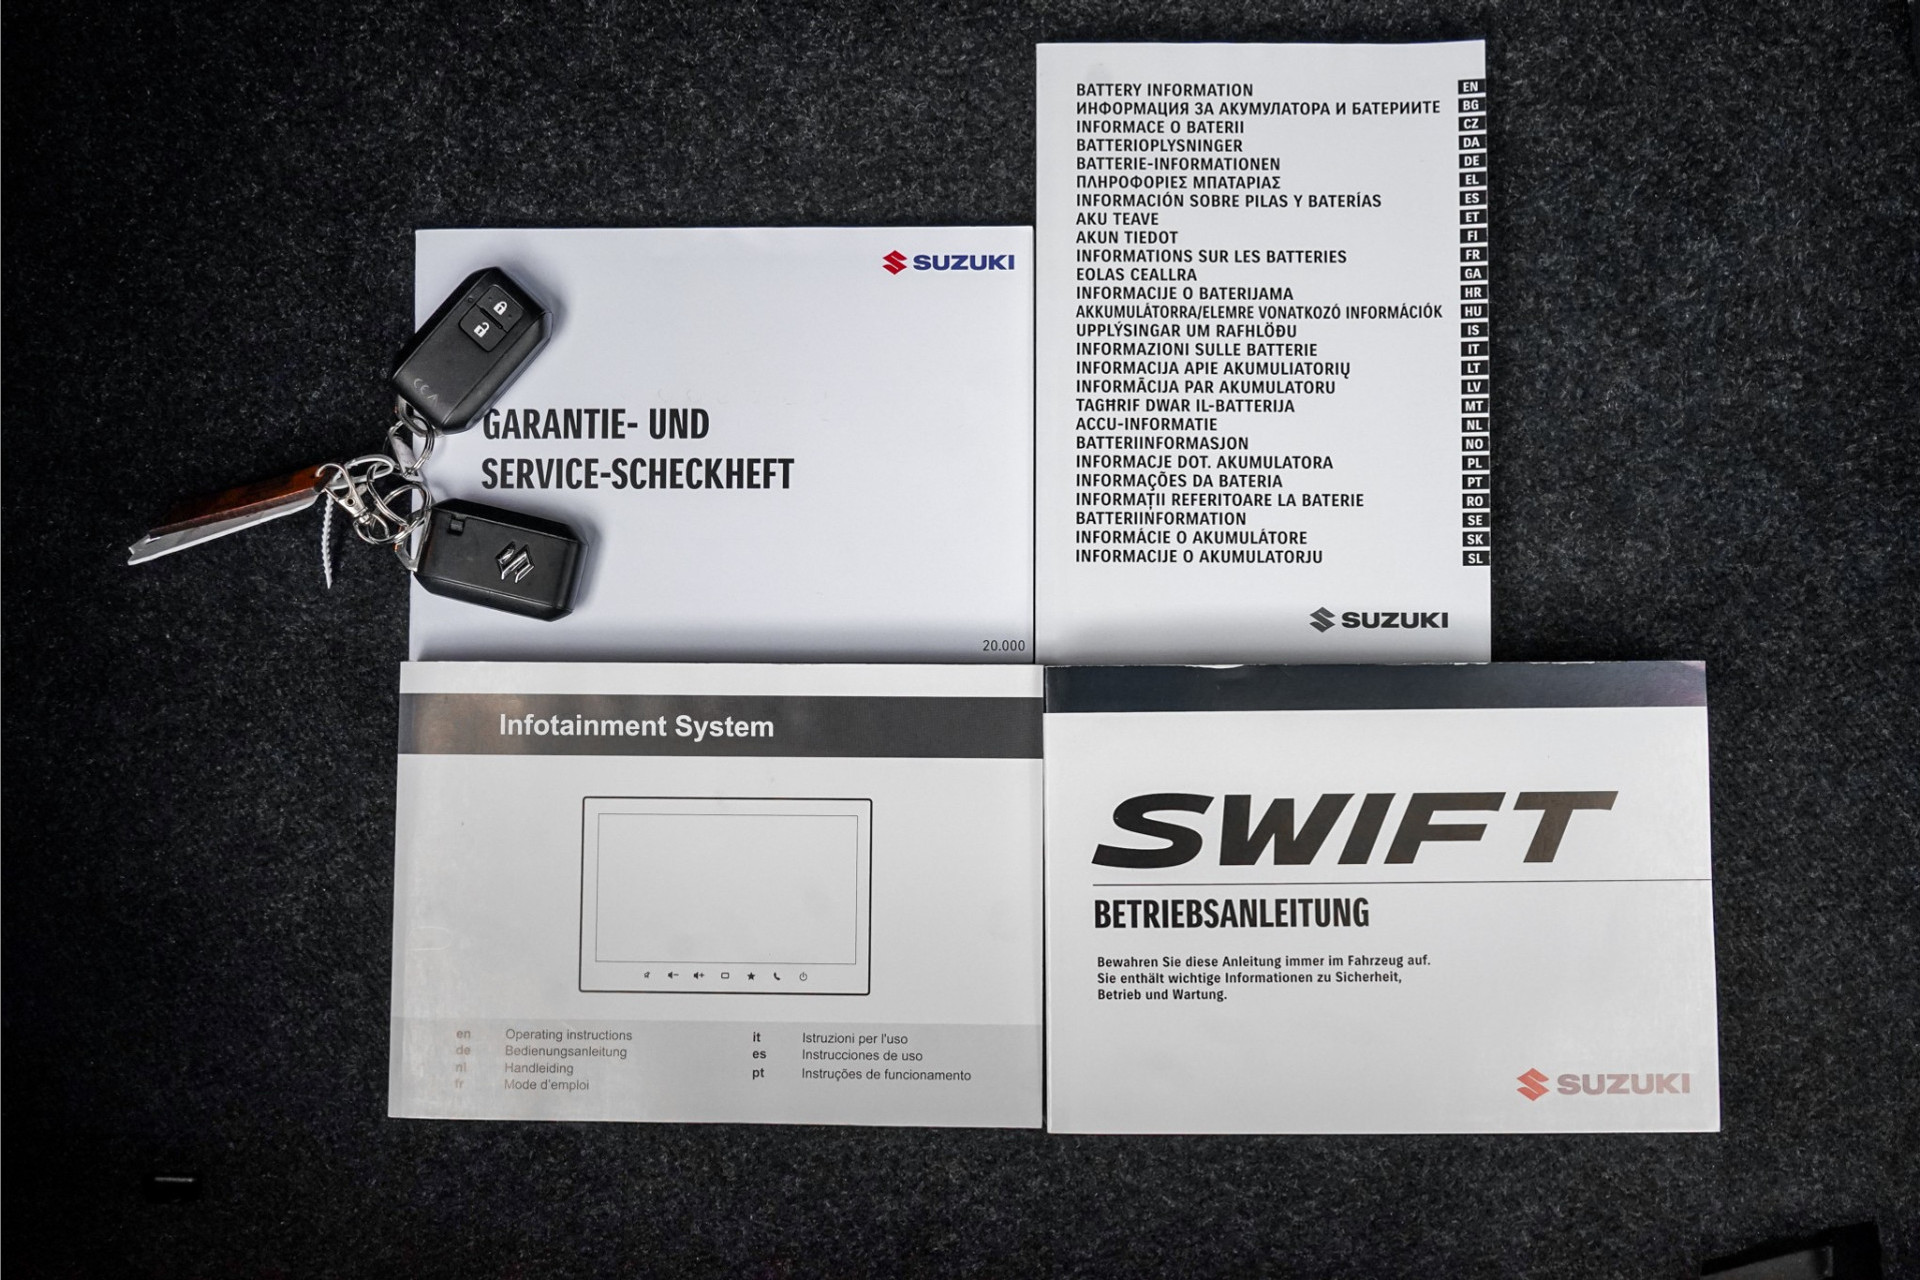 SUZUKI
GARANTIE- UND
SERVICE-SCHECKHEFT
20.000
BATTERY INFORMATION EN
ИНФОРМАЦИЯ ЗА АКУМУЛАТОРА И БАТЕРИИТЕ BG
INFORMACE O BATERII CZ
BATTERIOPLYSNINGER DA
BATTERIE-INFORMATIONEN DE
ΠΛΗΡΟΦΟΡΙΕΣ ΜΠΑΤΑΡΙΑΣ EL
INFORMACIÓN SOBRE PILAS Y BATERÍAS ES
AKU TEAVE ET
AKUN TIEDOT FI
INFORMATIONS SUR LES BATTERIES FR
EOLAS CEALLRA GA
INFORMACIJE O BATERIJAMA HR
AKKUMULÁTORRA/ELEMRE VONATKOZÓ INFORMÁCIÓK HU
UPPLÝSINGAR UM RAFHLÖÐU IS
INFORMAZIONI SULLE BATTERIE IT
INFORMACIJA APIE AKUMULIATORIŲ LT
INFORMĀCIJA PAR AKUMULATORU LV
TAGĦRIF DWAR IL-BATTERIJA MT
ACCU-INFORMATIE NL
BATTERIINFORMASJON NO
INFORMACJE DOT. AKUMULATORA PL
INFORMAÇÕES DA BATERIA PT
INFORMAȚII REFERITOARE LA BATERIE RO
BATTERIINFORMATION SE
INFORMÁCIE O AKUMULÁTORE SK
INFORMACIJE O AKUMULATORJU SL
SUZUKI
Infotainment System
en Operating instructions
de Bedienungsanleitung
nl Handleiding
fr Mode d'emploi
it Istruzioni per l'uso
es Instrucciones de uso
pt Instruções de funcionamento
SWIFT
BETRIEBSANLEITUNG
Bewahren Sie diese Anleitung immer im Fahrzeug auf.
Sie enthält wichtige Informationen zu Sicherheit,
Betrieb und Wartung.
SUZUKI